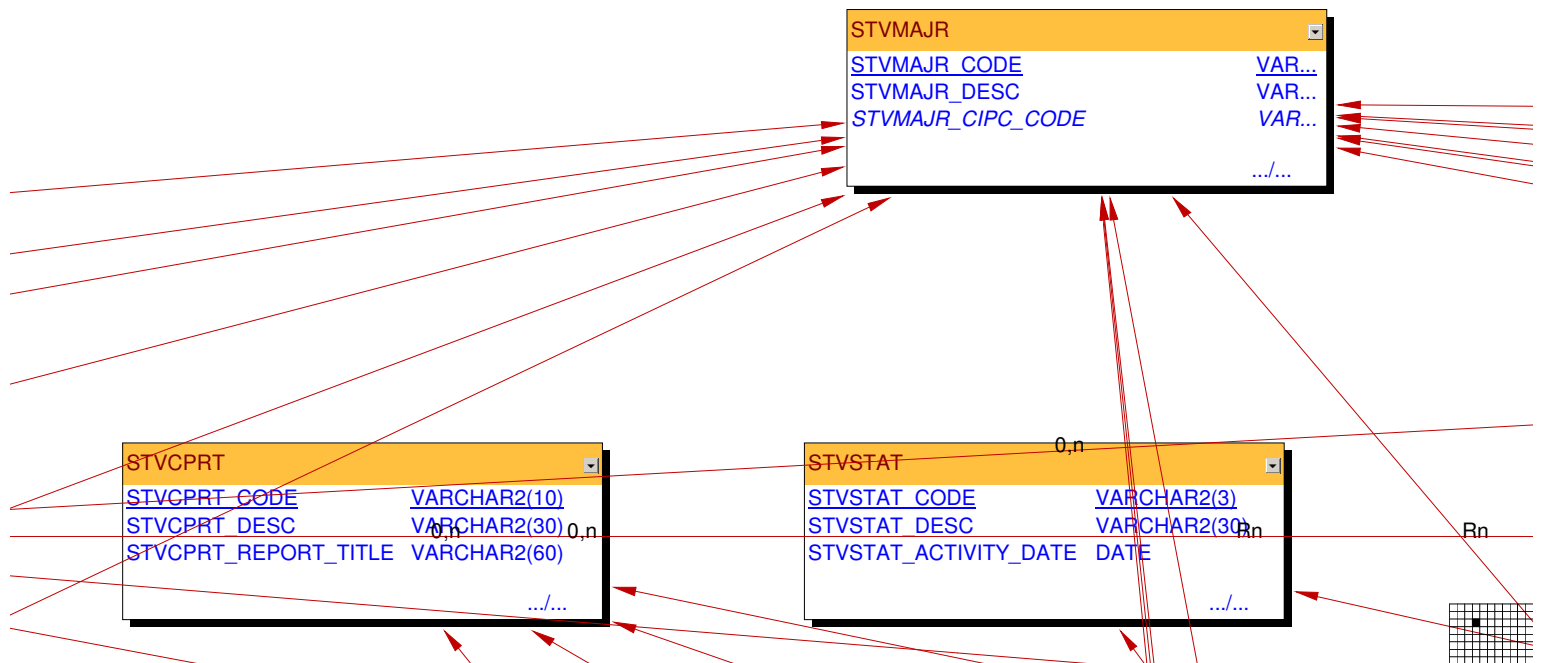 STVMAJR
STVMAJR_CODE VAR...
STVMAJR_DESC VAR...
STVMAJR_CIPC_CODE VAR...
.../...
STVCPRT
STVCPRT_CODE VARCHAR2(10)
STVCPRT_DESC VARCHAR2(30)
STVCPRT_REPORT_TITLE VARCHAR2(60)
.../...
0,n
0,n
STVSTAT
0,n
STVSTAT_CODE VARCHAR2(3)
STVSTAT_DESC VARCHAR2(30)
STVSTAT_ACTIVITY_DATE DATE
.../...
Rn
Rn